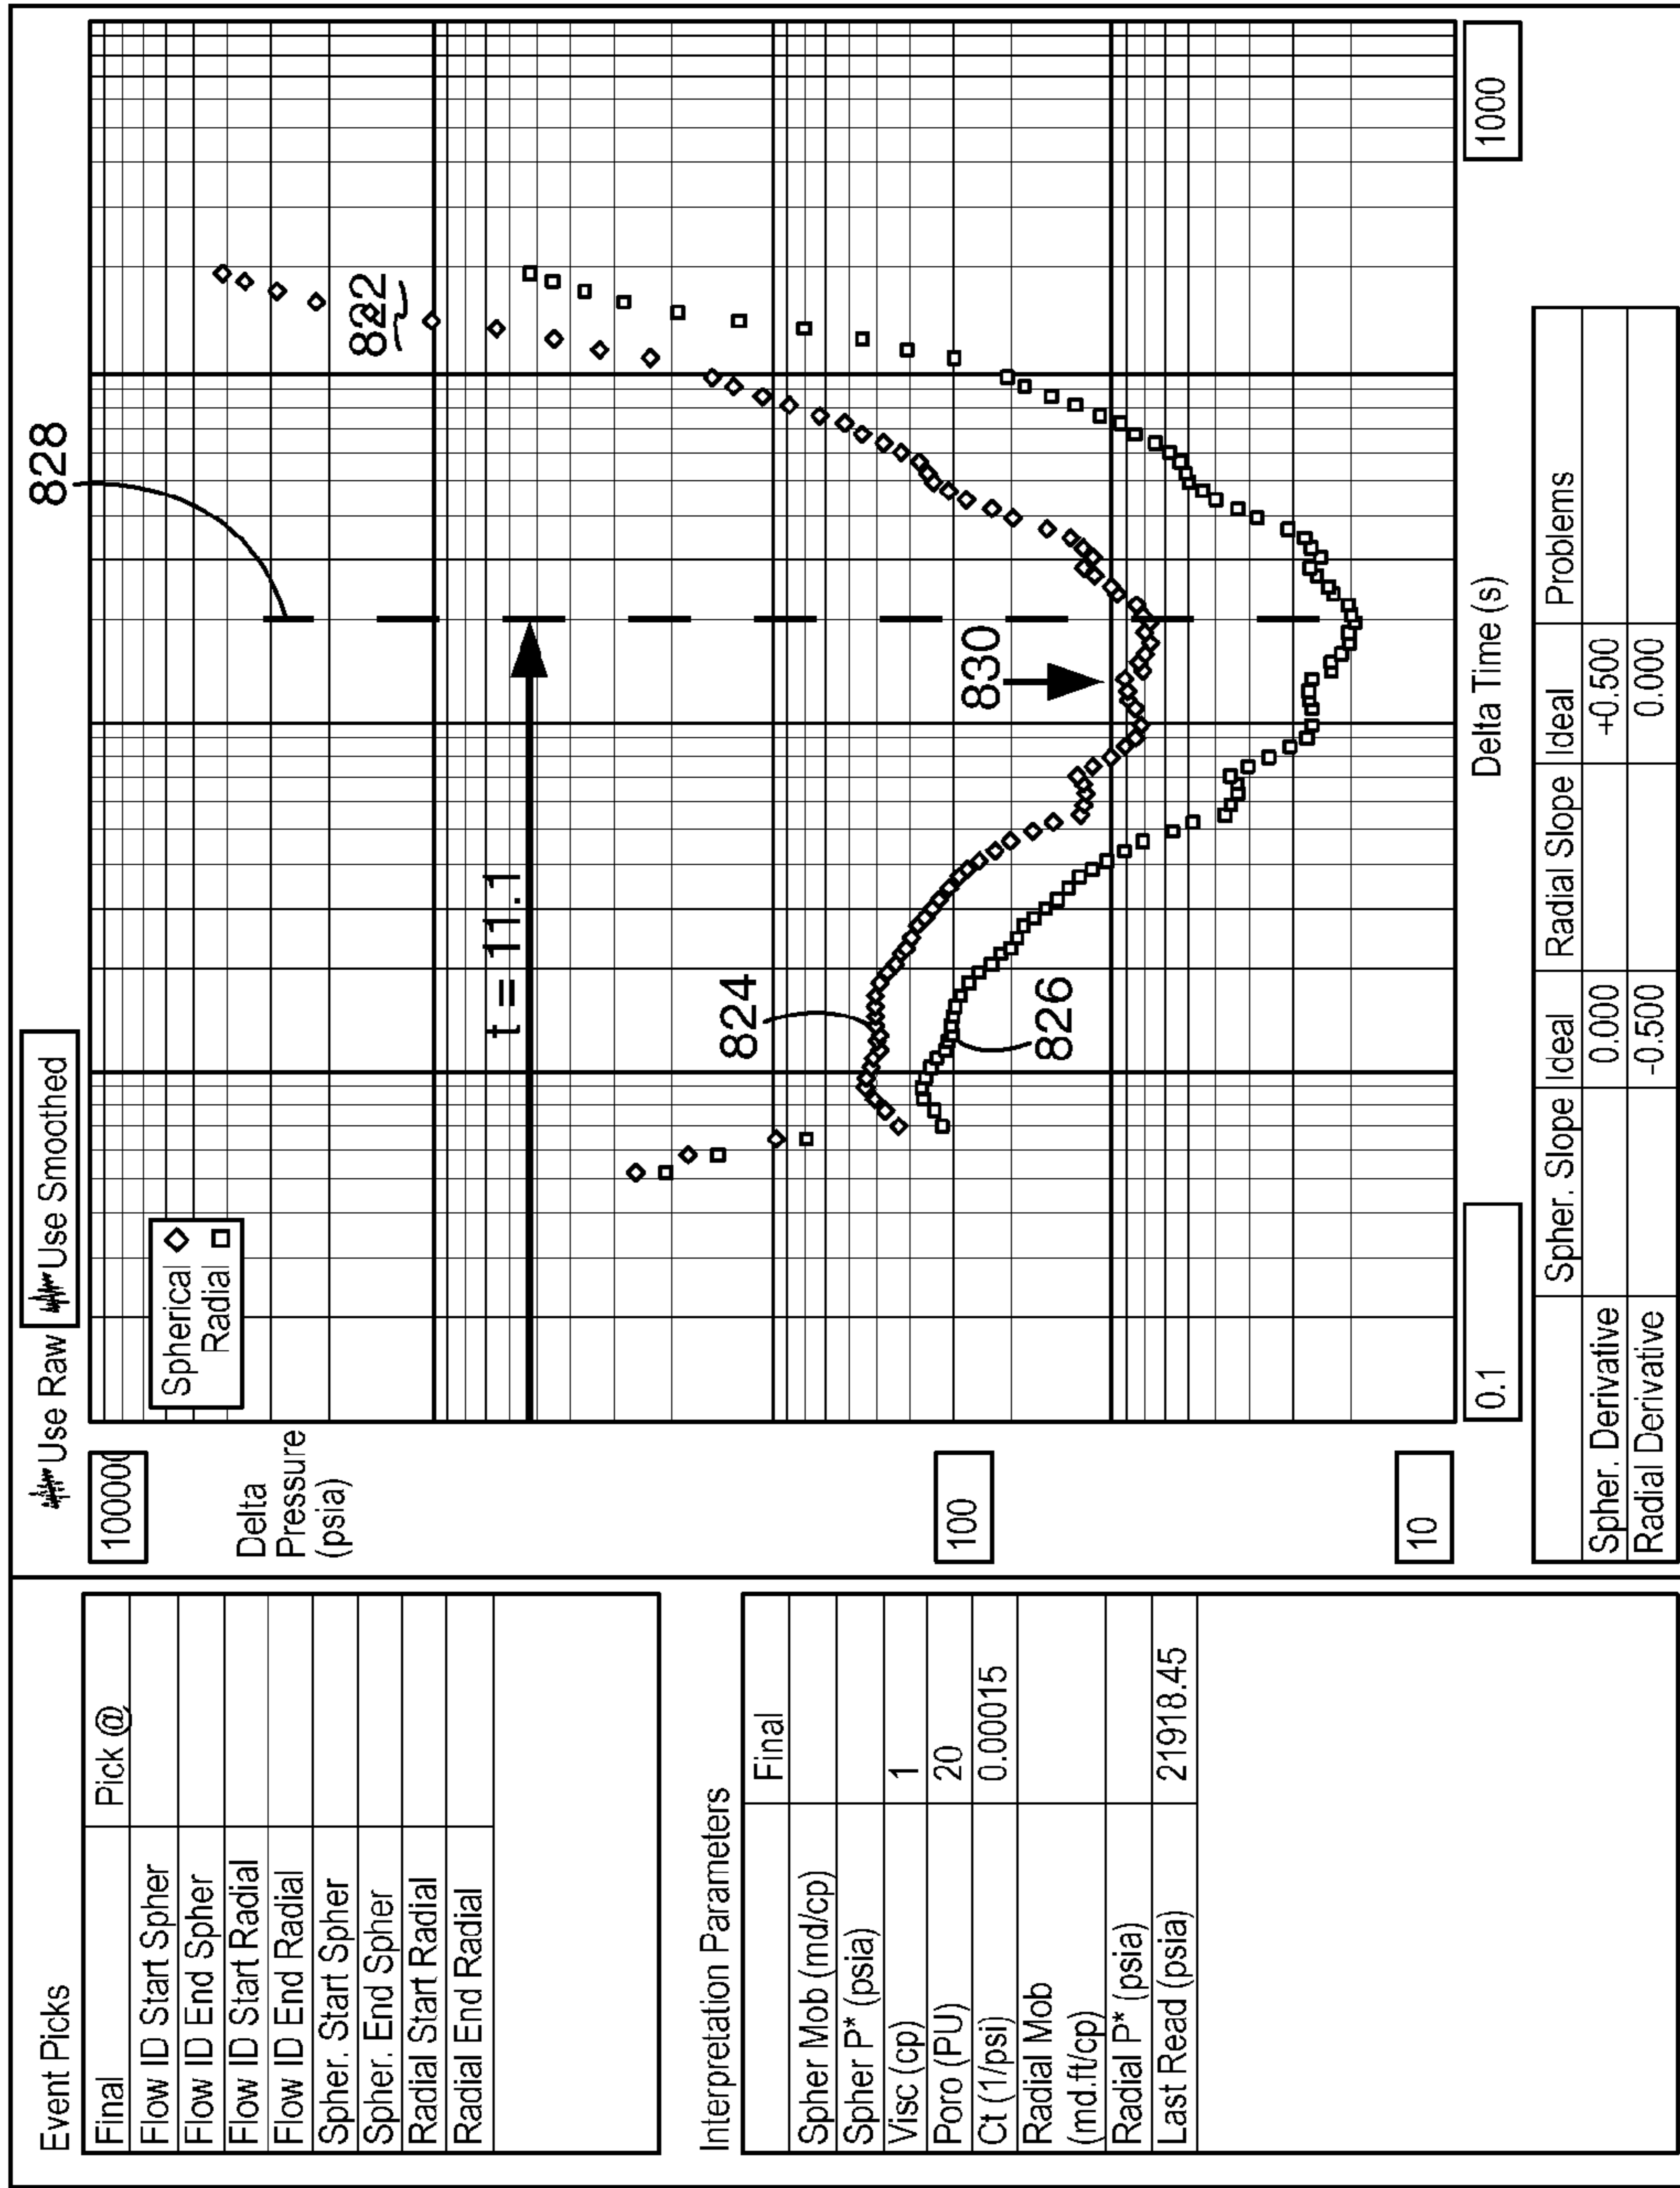 Event Picks
Final Pick @
Flow ID Start Spher
Flow ID End Spher
Flow ID Start Radial
Flow ID End Radial
Spher. Start Spher
Spher. End Spher
Radial Start Radial
Radial End Radial
Interpretation Parameters
Final
Spher Mob (md/cp)
Spher P* (psia)
Visc (cp) 1
Poro (PU) 20
Ct (1/psi) 0.00015
Radial Mob
(md.ft/cp)
Radial P* (psia)
Last Read (psia) 21918.45
Use Raw Use Smoothed
100000
Delta
Pressure
(psia)
100
10
Spherical
Radial
828
822
t = 11.1
824
826
830
0.1
1000
Delta Time (s)
Spher. Slope Ideal Radial Slope Ideal Problems
Spher. Derivative 0.000 +0.500
Radial Derivative -0.500 0.000